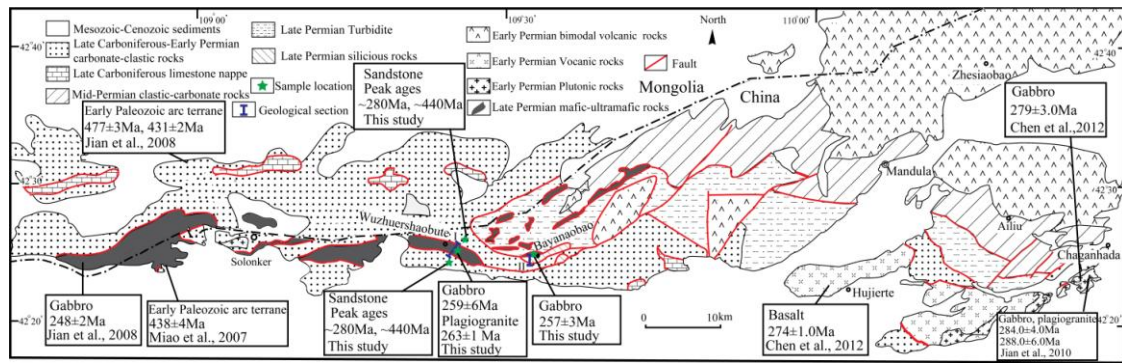 109°00'
109°30'
110°00'
42°40'
42°30'
42°20'
42°40'
42°30'
42°20'
Mesozoic-Cenozoic sediments
Late Carboniferous-Early Permian
carbonate-clastic rocks
Late Carboniferous limestone nappe
Mid-Permian clastic-carbonate rocks
Late Permian Turbidite
Late Permian silicious rocks
Sample location
Geological section
Early Permian bimodal volcanic rocks
Early Permian Vocanic rocks
Early Permian Plutonic rocks
Late Permian mafic-ultramafic rocks
Fault
North
Mongolia
China
Sandstone
Peak ages
~280Ma, ~440Ma
This study
Early Paleozoic arc terrane
477±3Ma, 431±2Ma
Jian et al., 2008
Gabbro
279±3.0Ma
Chen et al.,2012
Zhesiaobao
Mandula
Wuzhuershaobute
Bayanaobao
Solonker
Ailiu
Chaganhada
Hujierte
II
Gabbro
248±2Ma
Jian et al., 2008
Early Paleozoic arc terrane
438±4Ma
Miao et al., 2007
Sandstone
Peak ages
~280Ma, ~440Ma
This study
Gabbro
259±6Ma
Plagiogranite
263±1 Ma
This Study
Gabbro
257±3Ma
This study
0
10km
Basalt
274±1.0Ma
Chen et al., 2012
Gabbro, plagiogranite
284.0±4.0Ma
288.0±6.0Ma
Jian et al., 2010